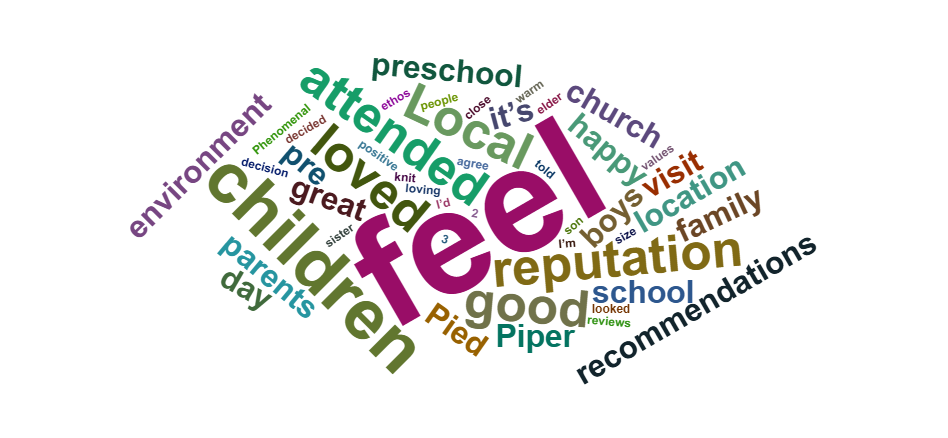 preschool
attended
ethos
people
close
warm
it's
elder
church
Local
environment
Phenomenal
decided
loved
positive
agree
told
happy
values
visit
decision
pre
knit
loving
great
I'd
2
feel
boys
location
children
sister
3
son
I'm
size
family
parents
day
reputation
recommendations
good
school
looked
reviews
Pied
Piper